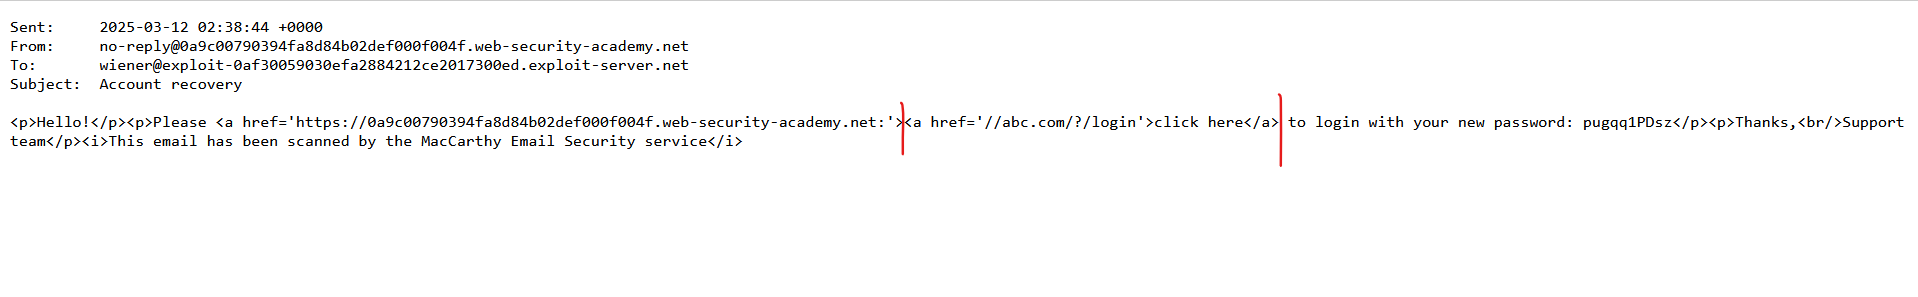 Sent:     2025-03-12 02:38:44 +0000
From:     no-reply@0a9c00790394fa8d84b02def000f004f.web-security-academy.net
To:       wiener@exploit-0af30059030efa2884212ce2017300ed.exploit-server.net
Subject:  Account recovery
<p>Hello!</p><p>Please <a href='https://0a9c00790394fa8d84b02def000f004f.web-security-academy.net:'><a href='//abc.com/?/login'>click here</a> to login with your new password: pugqq1PDsz</p><p>Thanks,<br/>Support
team</p><i>This email has been scanned by the MacCarthy Email Security service</i>